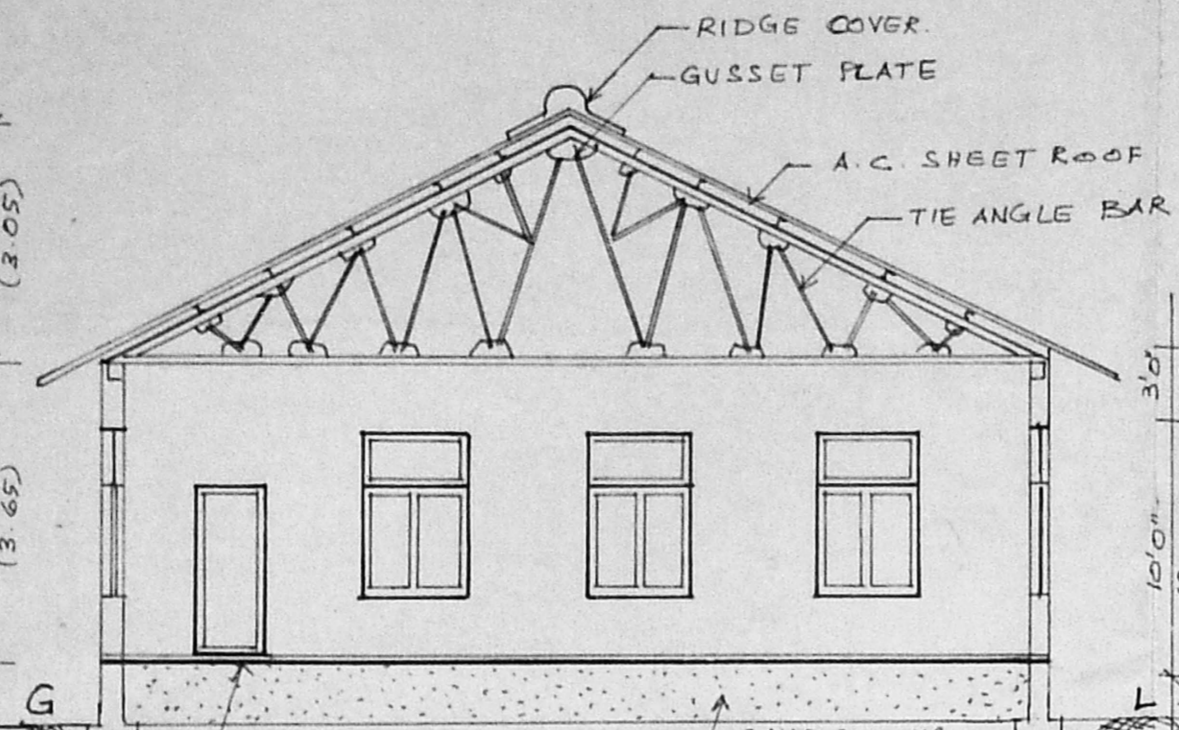 RIDGE COVER.
GUSSET PLATE
A.C. SHEET ROOF
TIE ANGLE BAR
(3.05)
3'0"
(3.65)
10'0"
G
L